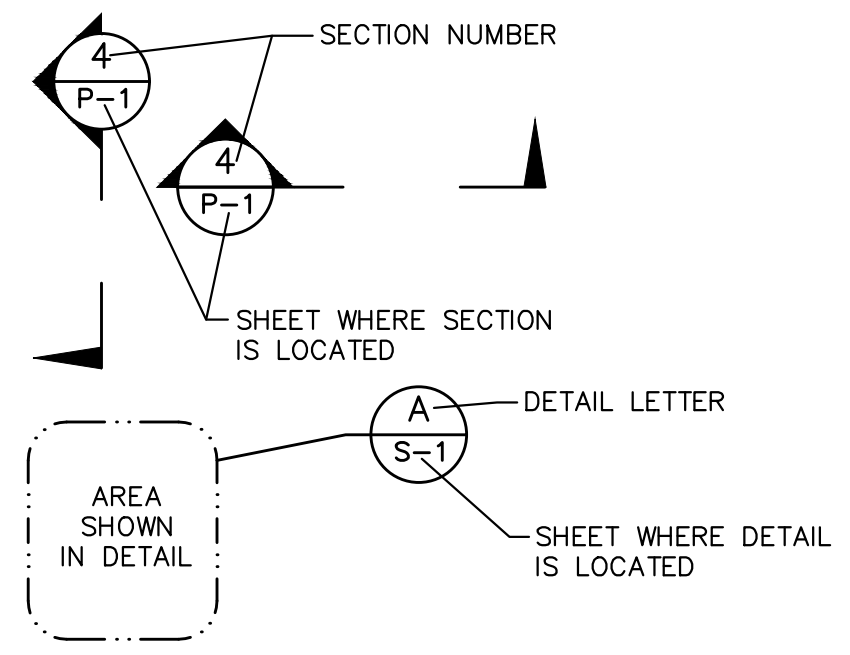 4
P-1
SECTION NUMBER
4
P-1
SHEET WHERE SECTION
IS LOCATED
A
S-1
DETAIL LETTER
AREA
SHOWN
IN DETAIL
SHEET WHERE DETAIL
IS LOCATED